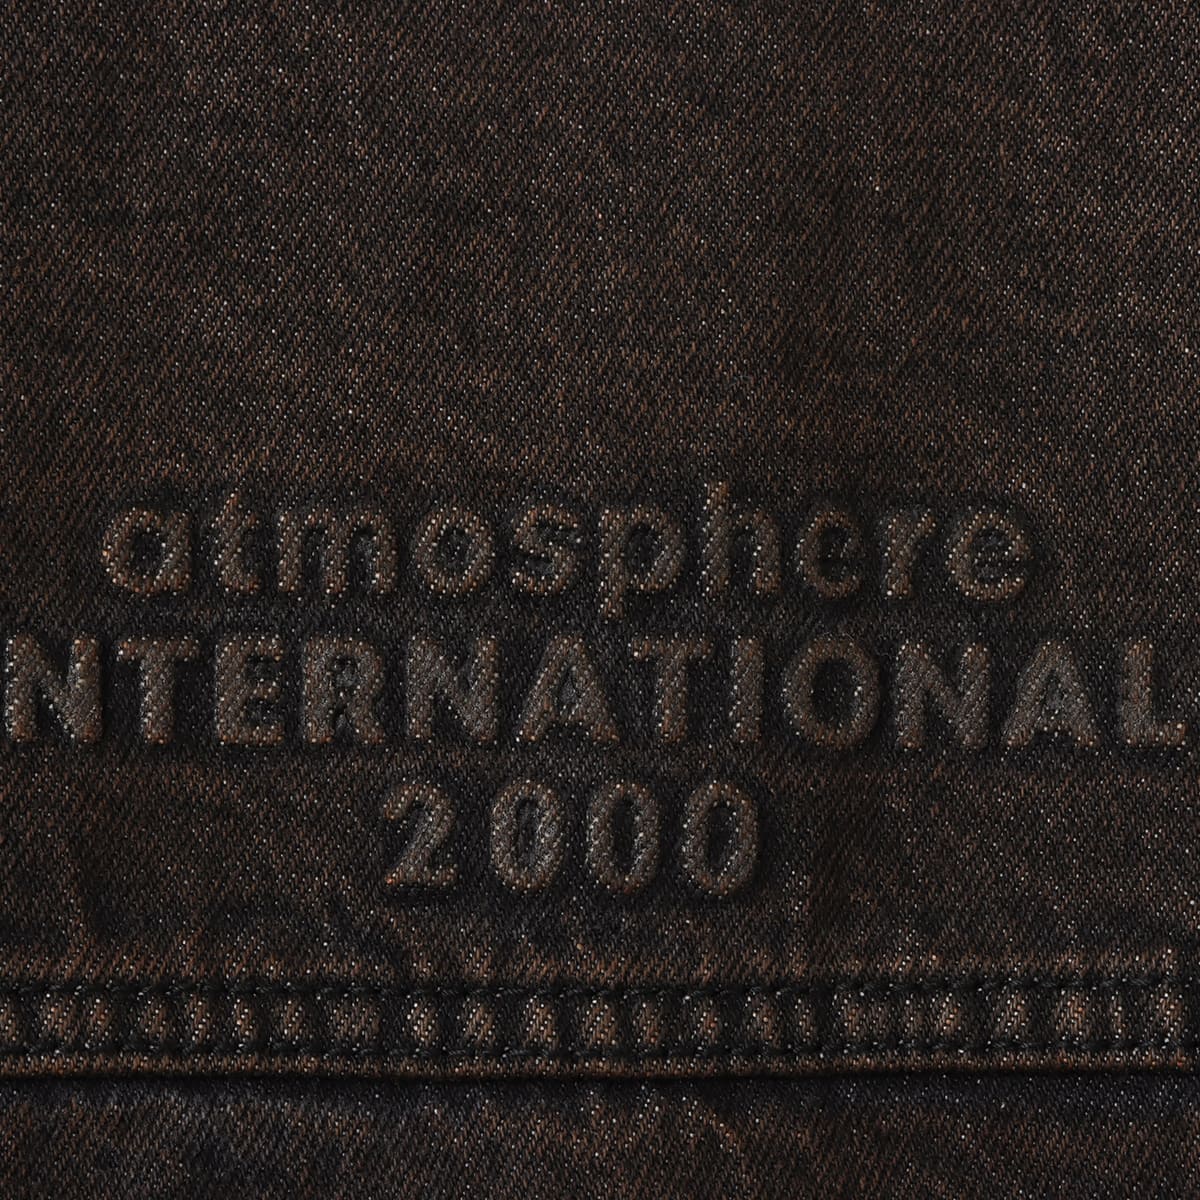 atmosphere
INTERNATIONAL
2000